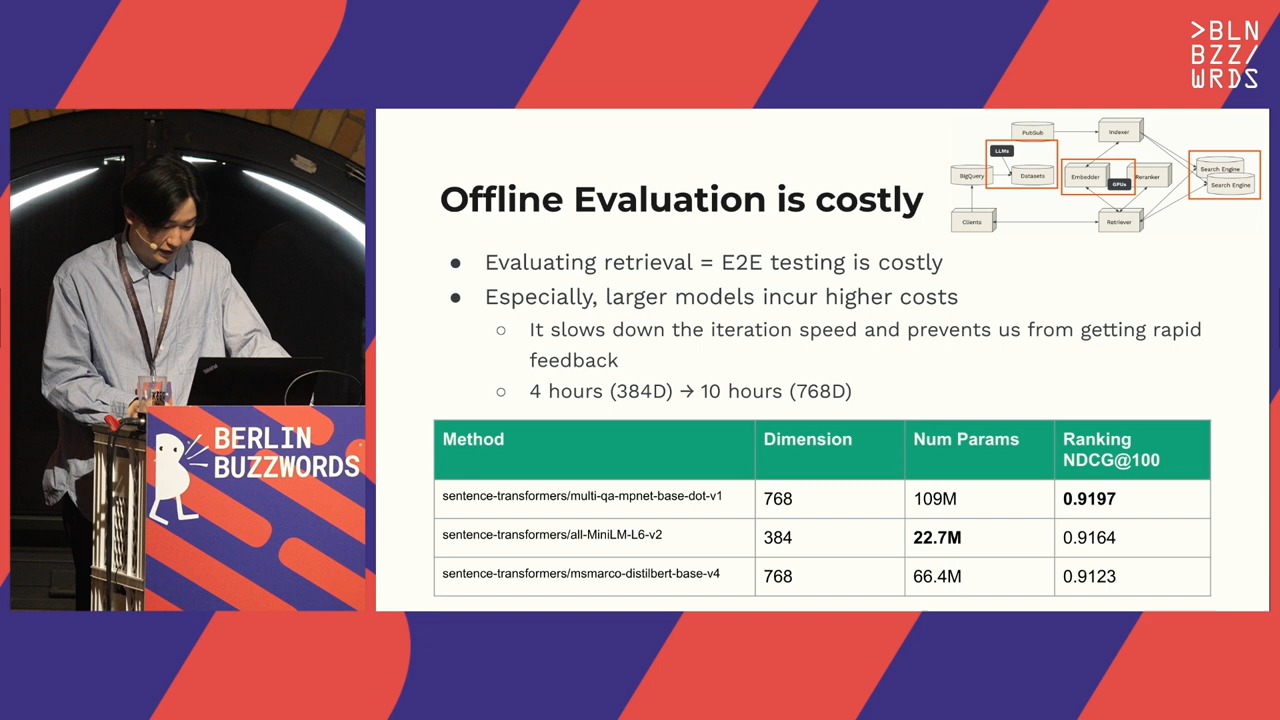 >BLN
BZZ/
WRDS
PubSub
Indexer
LLMs
BigQuery
Datasets
Embedder
GPUs
Reranker
Search Engine
Search Engine
Clients
Retriever
Offline Evaluation is costly
● Evaluating retrieval = E2E testing is costly
● Especially, larger models incur higher costs
○ It slows down the iteration speed and prevents us from getting rapid
feedback
○ 4 hours (384D) → 10 hours (768D)
Method Dimension Num Params Ranking
NDCG@100
sentence-transformers/multi-qa-mpnet-base-dot-v1 768 109M 0.9197
sentence-transformers/all-MiniLM-L6-v2 384 22.7M 0.9164
sentence-transformers/msmarco-distilbert-base-v4 768 66.4M 0.9123
ThinkPad
BERLIN
BUZZWORDS